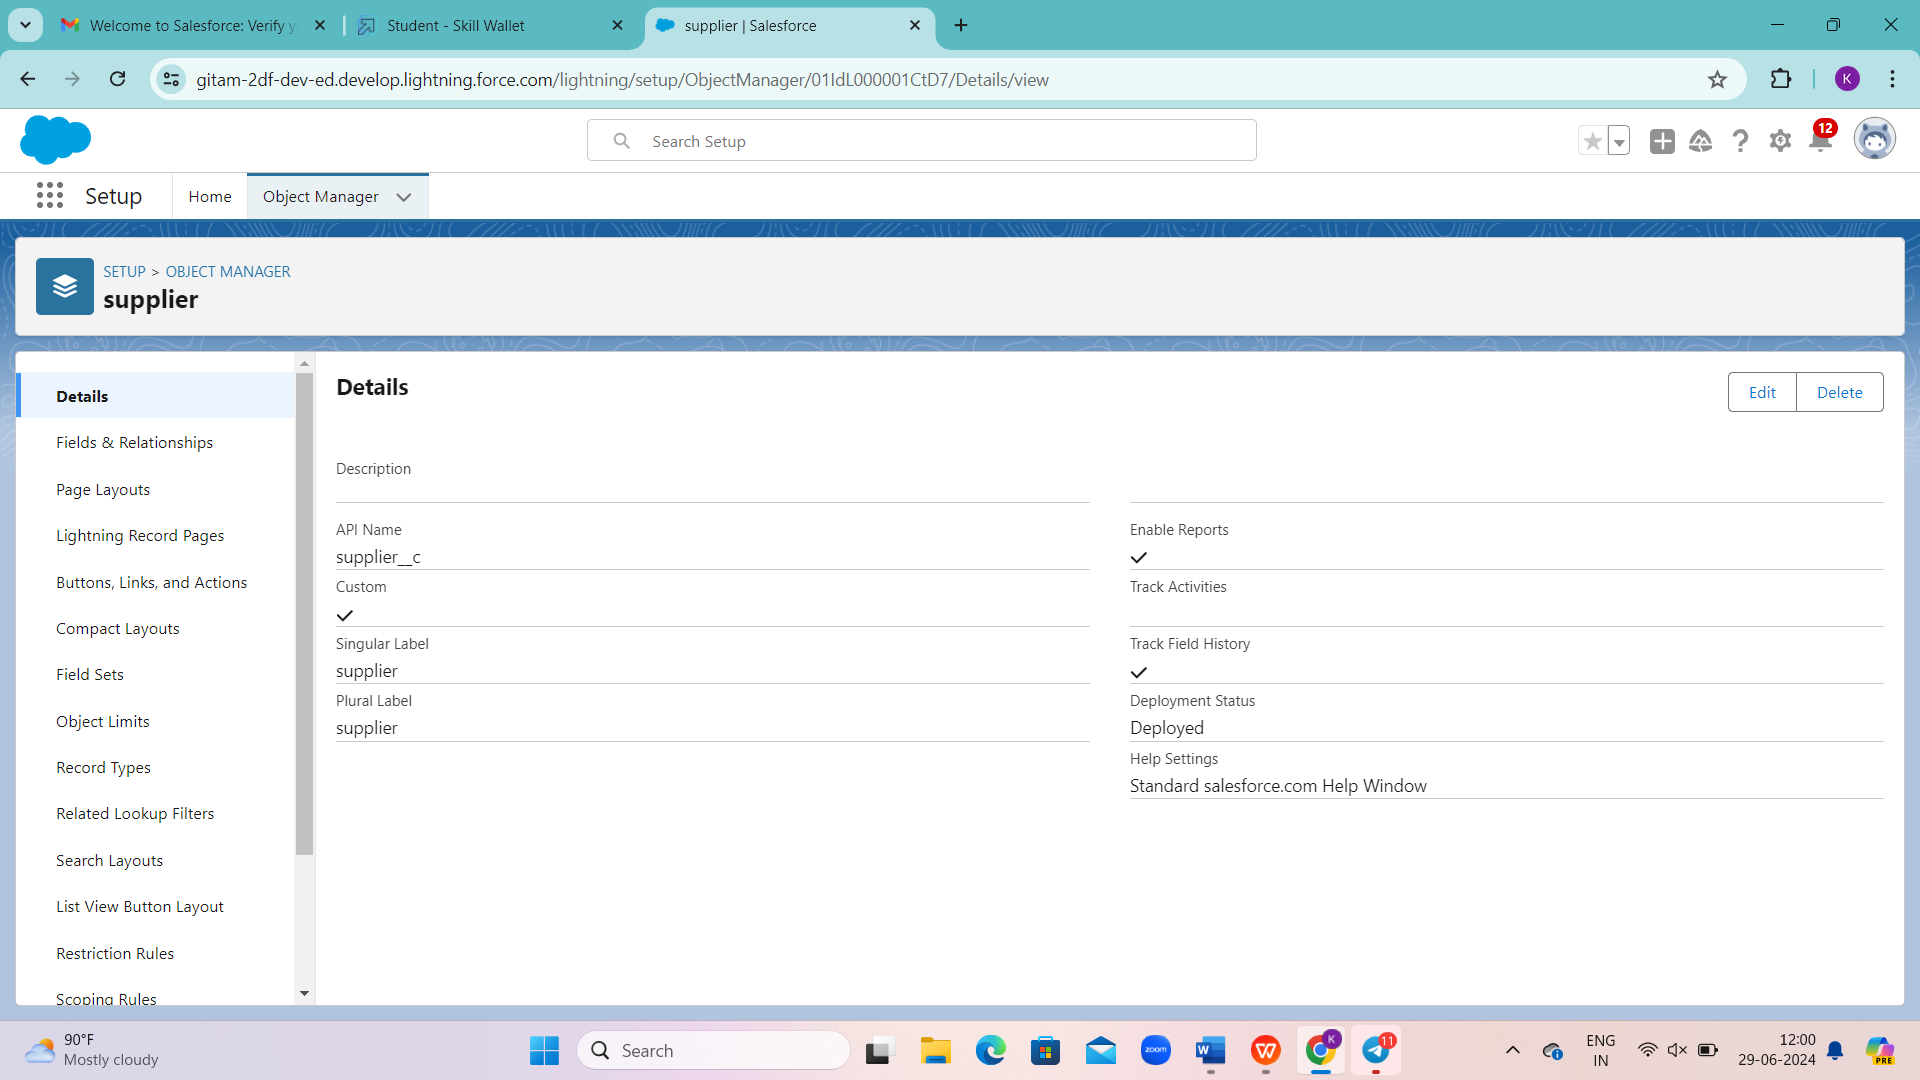 Welcome to Salesforce: Verify y
Student - Skill Wallet
supplier | Salesforce
gitam-2df-dev-ed.develop.lightning.force.com/lightning/setup/ObjectManager/01IdL000001CtD7/Details/view
K
Search Setup
12
Setup
Home
Object Manager
SETUP > OBJECT MANAGER
supplier
Details
Fields & Relationships
Page Layouts
Lightning Record Pages
Buttons, Links, and Actions
Compact Layouts
Field Sets
Object Limits
Record Types
Related Lookup Filters
Search Layouts
List View Button Layout
Restriction Rules
Scoping Rules
Details
Edit
Delete
Description
API Name
supplier__c
Custom
Singular Label
supplier
Plural Label
supplier
Enable Reports
Track Activities
Track Field History
Deployment Status
Deployed
Help Settings
Standard salesforce.com Help Window
90°F
Mostly cloudy
Search
zoom
W
W
K
11
ENG
IN
12:00
29-06-2024
PRE